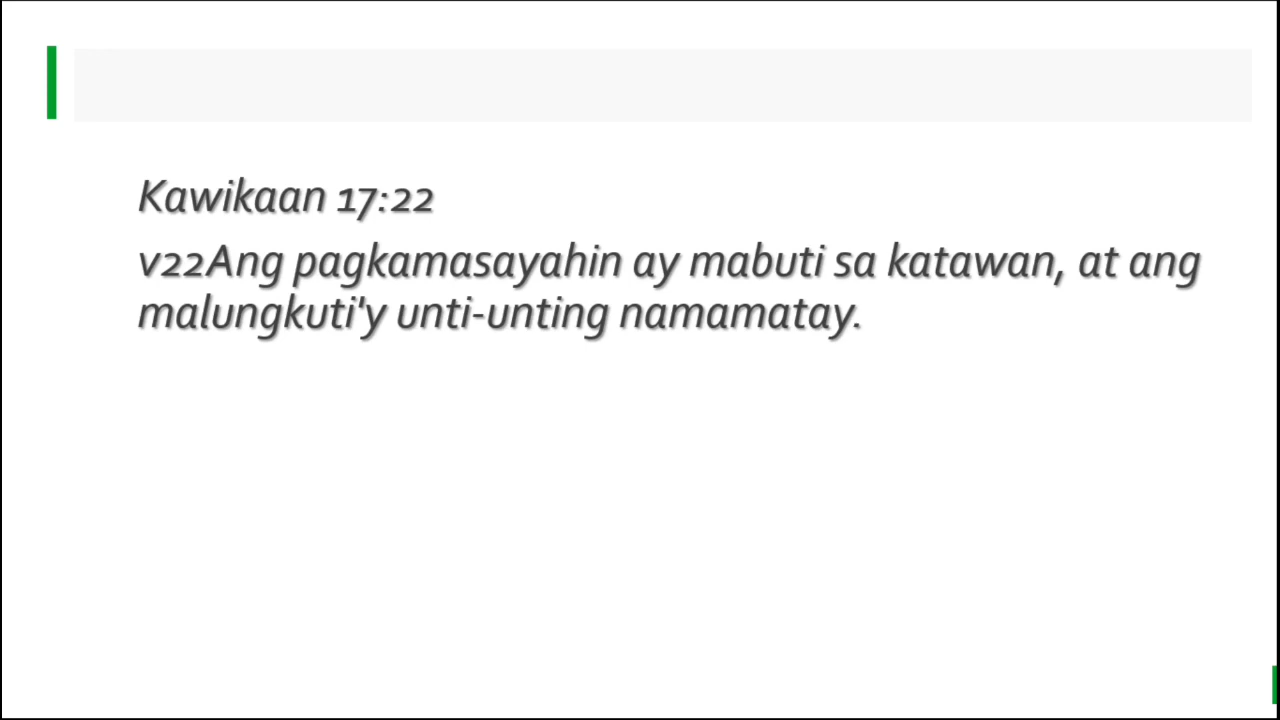 Kawikaan 17:22
v22Ang pagkamasayahin ay mabuti sa katawan, at ang
malungkuti'y unti-unting namamatay.